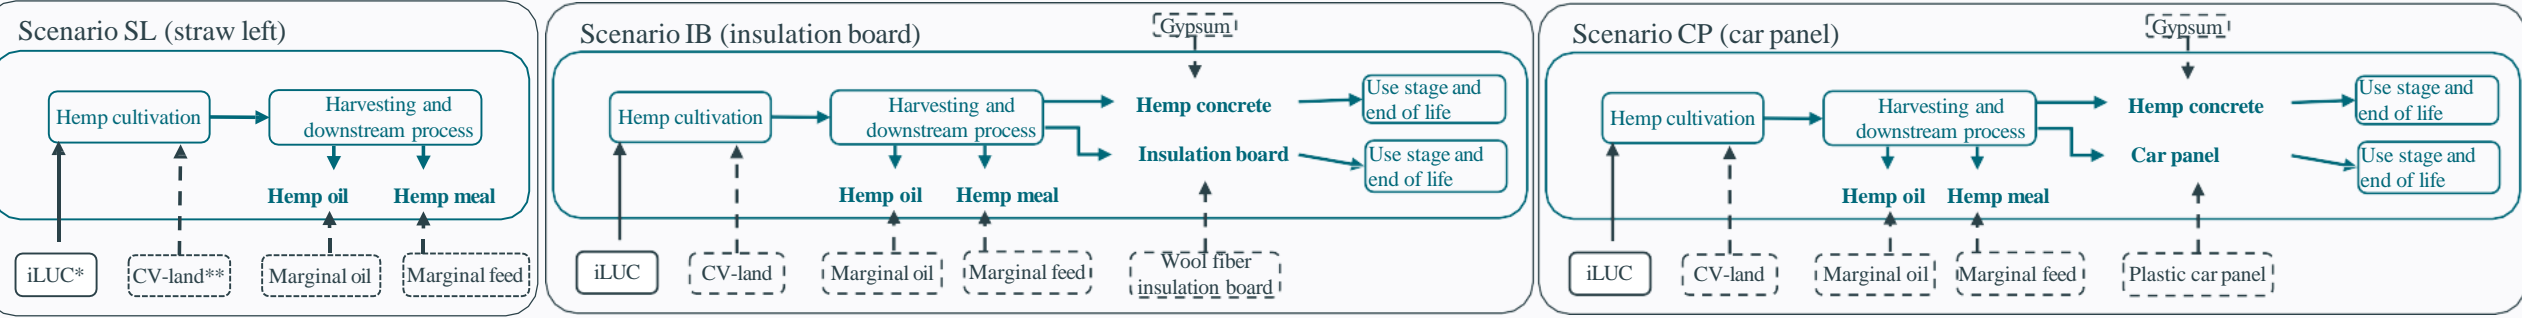 Scenario SL (straw left)
Hemp cultivation
Harvesting and
downstream process
Hemp oil
Hemp meal
iLUC*
CV-land**
Marginal oil
Marginal feed
Scenario IB (insulation board)
Gypsum
Hemp cultivation
Harvesting and
downstream process
Hemp concrete
Use stage and
end of life
Insulation board
Use stage and
end of life
Hemp oil
Hemp meal
iLUC
CV-land
Marginal oil
Marginal feed
Wool fiber
insulation board
Scenario CP (car panel)
Gypsum
Hemp cultivation
Harvesting and
downstream process
Hemp concrete
Use stage and
end of life
Car panel
Use stage and
end of life
Hemp oil
Hemp meal
iLUC
CV-land
Marginal oil
Marginal feed
Plastic car panel